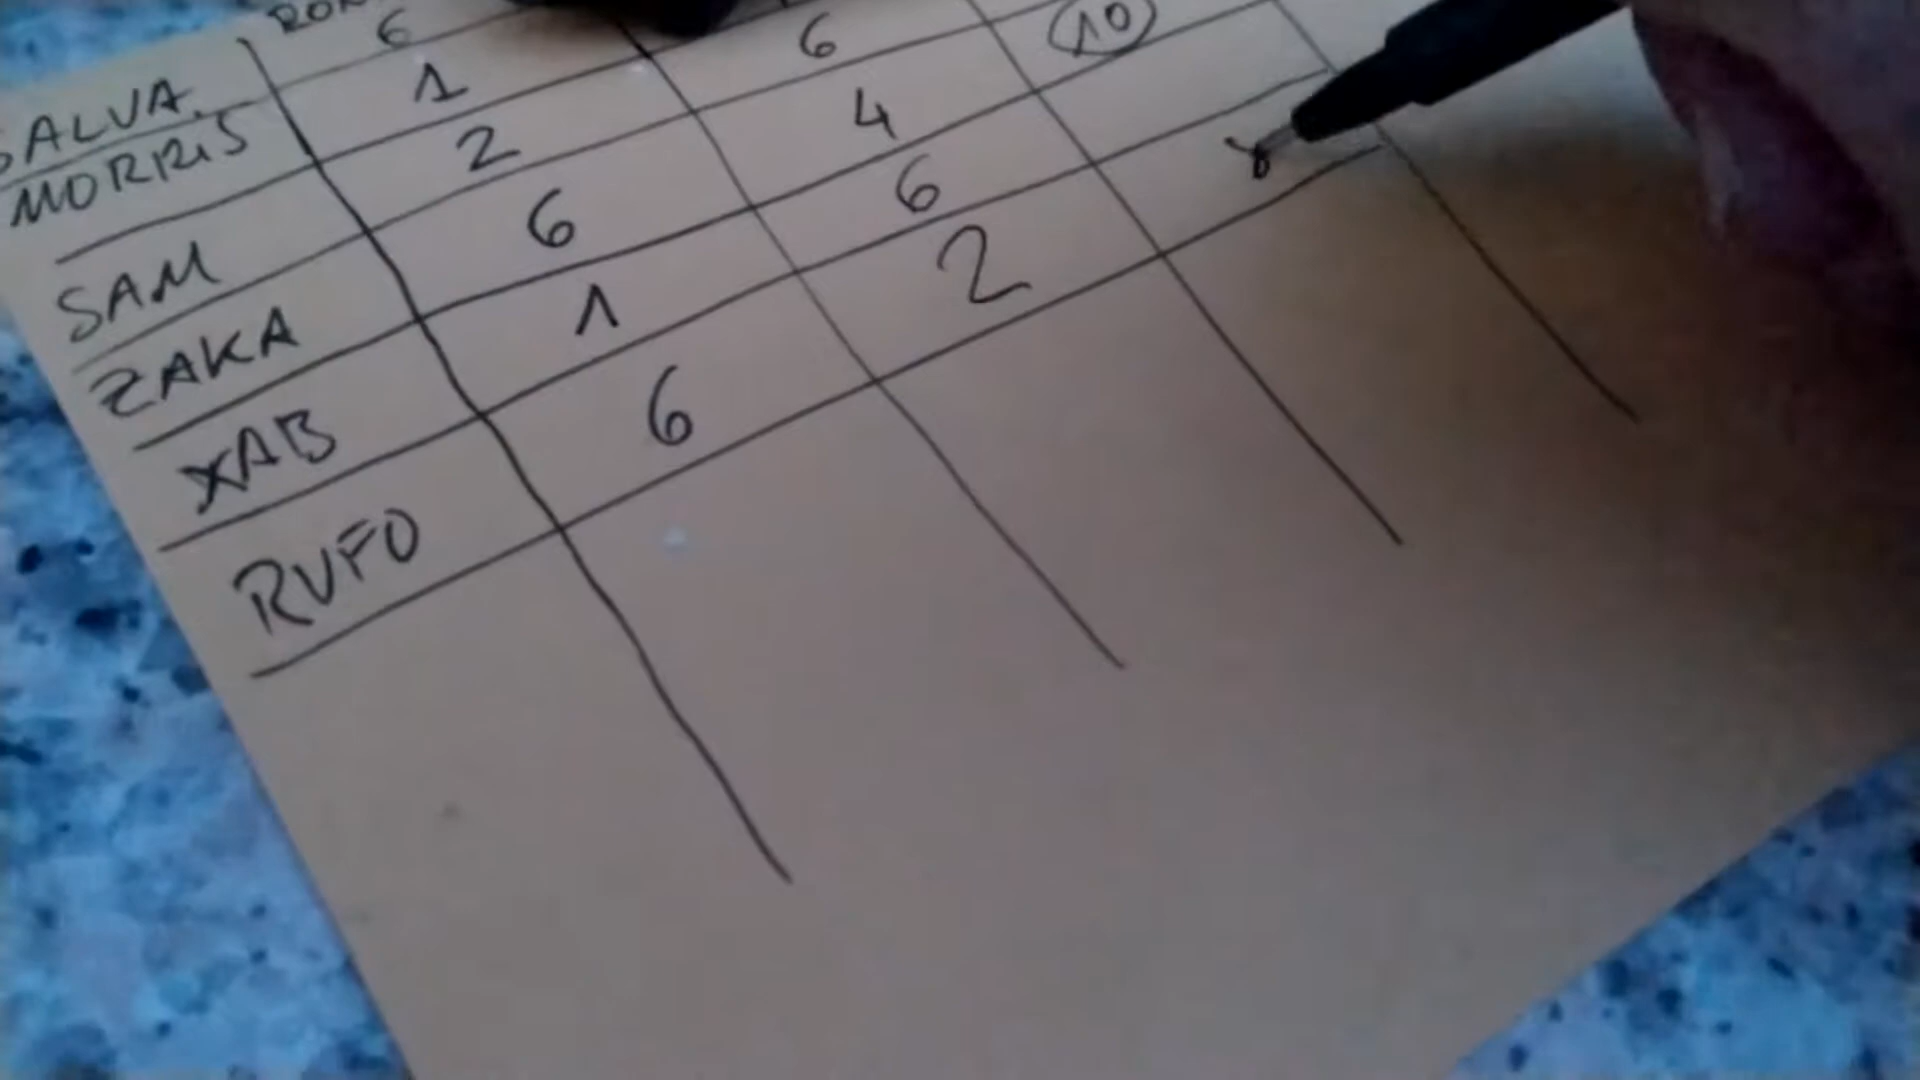 SALVA. 6
MORRIS 1
SAM 2 6
ZAKA 6 4 10
XAB 1 6
RUFO 6 2